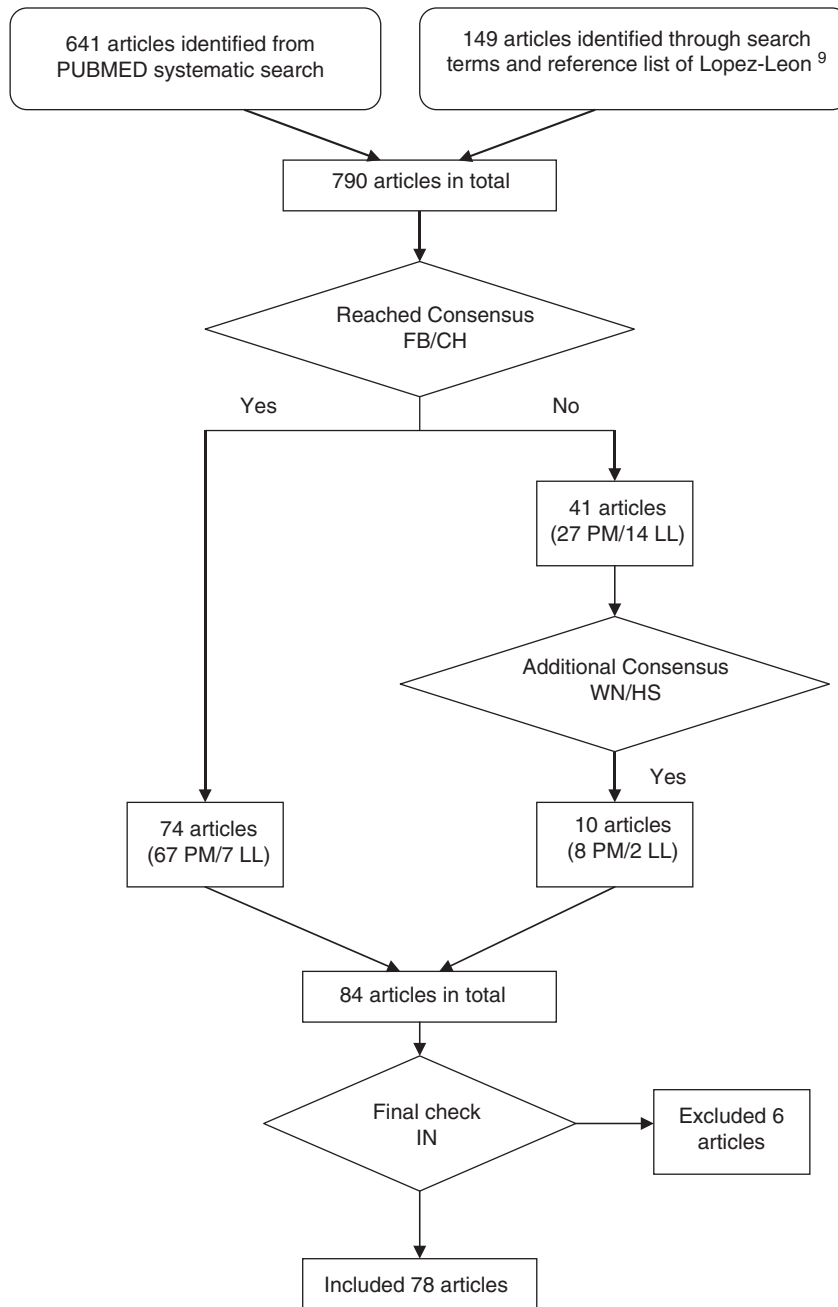 641 articles identified from
PUBMED systematic search
149 articles identified through search
terms and reference list of Lopez-Leon 9
790 articles in total
Reached Consensus
FB/CH
Yes
No
41 articles
(27 PM/14 LL)
Additional Consensus
WN/HS
Yes
74 articles
(67 PM/7 LL)
10 articles
(8 PM/2 LL)
84 articles in total
Final check
IN
Excluded 6
articles
Included 78 articles